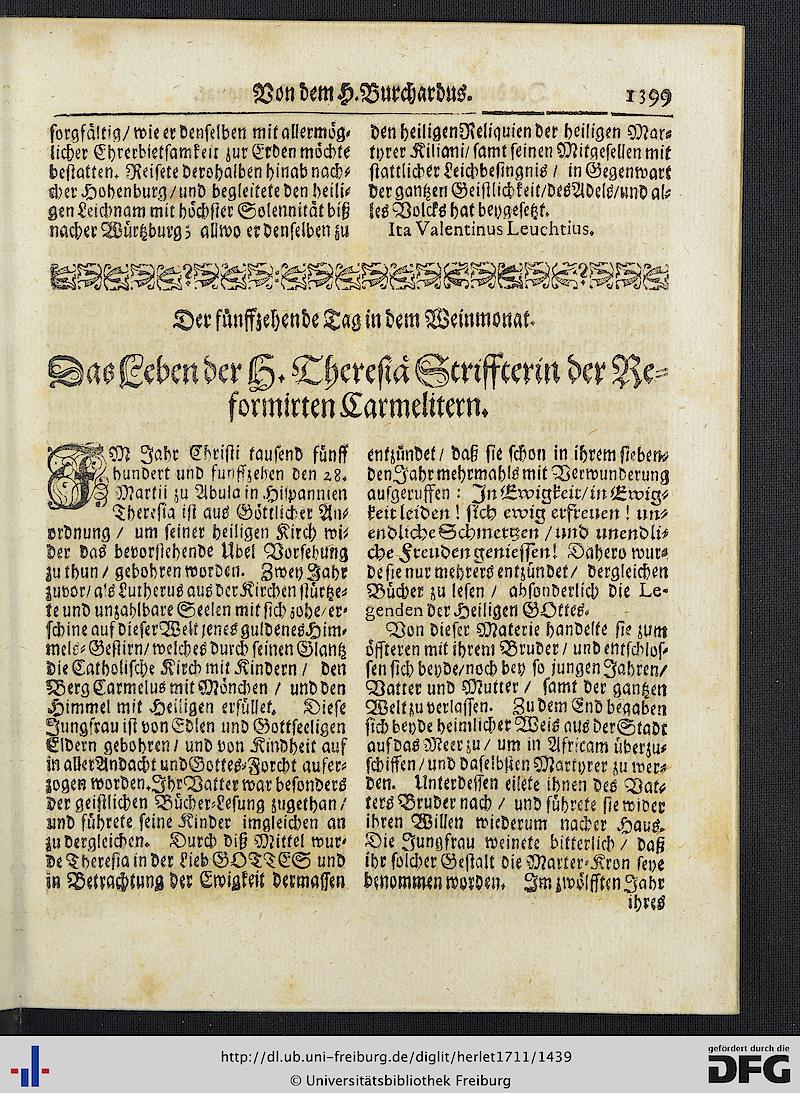 Von dem H. Burchardus. 1399
sorgfältig/ wie er denselben mit allermög-
licher Ehrerbietsamkeit zur Erden möchte
bestatten. Reisete derohalben hinab nach-
cher Hohenburg/ und begleitete den heili-
gen Leichnam mit höchster Solennität biß
nacher Würtzburg; allwo er denselben zu
den heiligen Reliquien der heiligen Mar-
tyrer Kiliani/ samt seinen Mitgesellen mit
stattlicher Leichbesingnis / in Gegenwart
der gantzen Geistlichkeit/ des Adels/ und al-
les Volcks hat beygesetzt.
Ita Valentinus Leuchtius.
Der fünffzehende Tag in dem Weinmonat.
Das Leben der H. Theresiä Striffterin der Re-
formirten Carmelitern.
IM Jahr Christi tausend fünff
hundert und funffzehen den 28.
Martii zu Abula in Hispannien
Theresia ist aus Göttlicher An-
ordnung / um seiner heiligen Kirch wi-
der das bevorstehende Ubel Vorsehung
zu thun / gebohren worden. Zwey Jahr
zuvor/ als Lutherus aus der Kirchen stürtze-
te und unzahlbare Seelen mit sich zohe/ er-
schine auf dieser Welt jenes guldenes Him-
mels-Gestirn/ welches durch seinen Glantz
die Catholische Kirch mit Kindern / den
Berg Carmelus mit Mönchen / und den
Himmel mit Heiligen erfüllet. Diese
Jungfrau ist von Edlen und Gottseeligen
Eldern gebohren / und von Kindheit auf
in aller Andacht und Gottes-Forcht aufer-
zogen worden. Ihr Vatter war besonders
der geistlichen Bücher-Lesung zugethan /
und führete seine Kinder imgleichen an
zu dergleichen. Durch diß Mittel wur-
de Theresia in der Lieb GOTTES und
in Betrachtung der Ewigkeit dermassen
entzündet / daß sie schon in ihrem sieben-
den Jahr mehrmahls mit Verwunderung
aufgeruffen : In Ewigkeit/ in Ewig-
keit leiden ! sich ewig erfreuen ! un-
endliche Schmertzen / und unendli-
che Freuden geniessen! Dahero wur-
de sie nur mehrers entzündet / dergleichen
Bücher zu lesen / absonderlich die Le-
genden der Heiligen GOttes.
Von dieser Materie handelte sie zum
öffteren mit ihrem Bruder / und entschlos-
sen sich beyde/ noch bey so jungen Jahren/
Vatter und Mutter / samt der gantzen
Welt zu verlassen. Zu dem End begaben
sich beyde heimlicher Weis aus der Stadt
auf das Meer zu / um in Africam überzu-
schiffen / und daselbsten Martyrer zu wer-
den. Unterdessen eilete ihnen des Vat-
ters Bruder nach / und führete sie wider
ihren Willen wiederum nacher Haus.
Die Jungfrau weinete bitterlich / daß
ihr solcher Gestalt die Marter-Kron seye
benommen worden. Im zwölfften Jahr
ihres
http://dl.ub.uni-freiburg.de/diglit/herlet1711/1439
© Universitätsbibliothek Freiburg
gefördert durch die
DFG